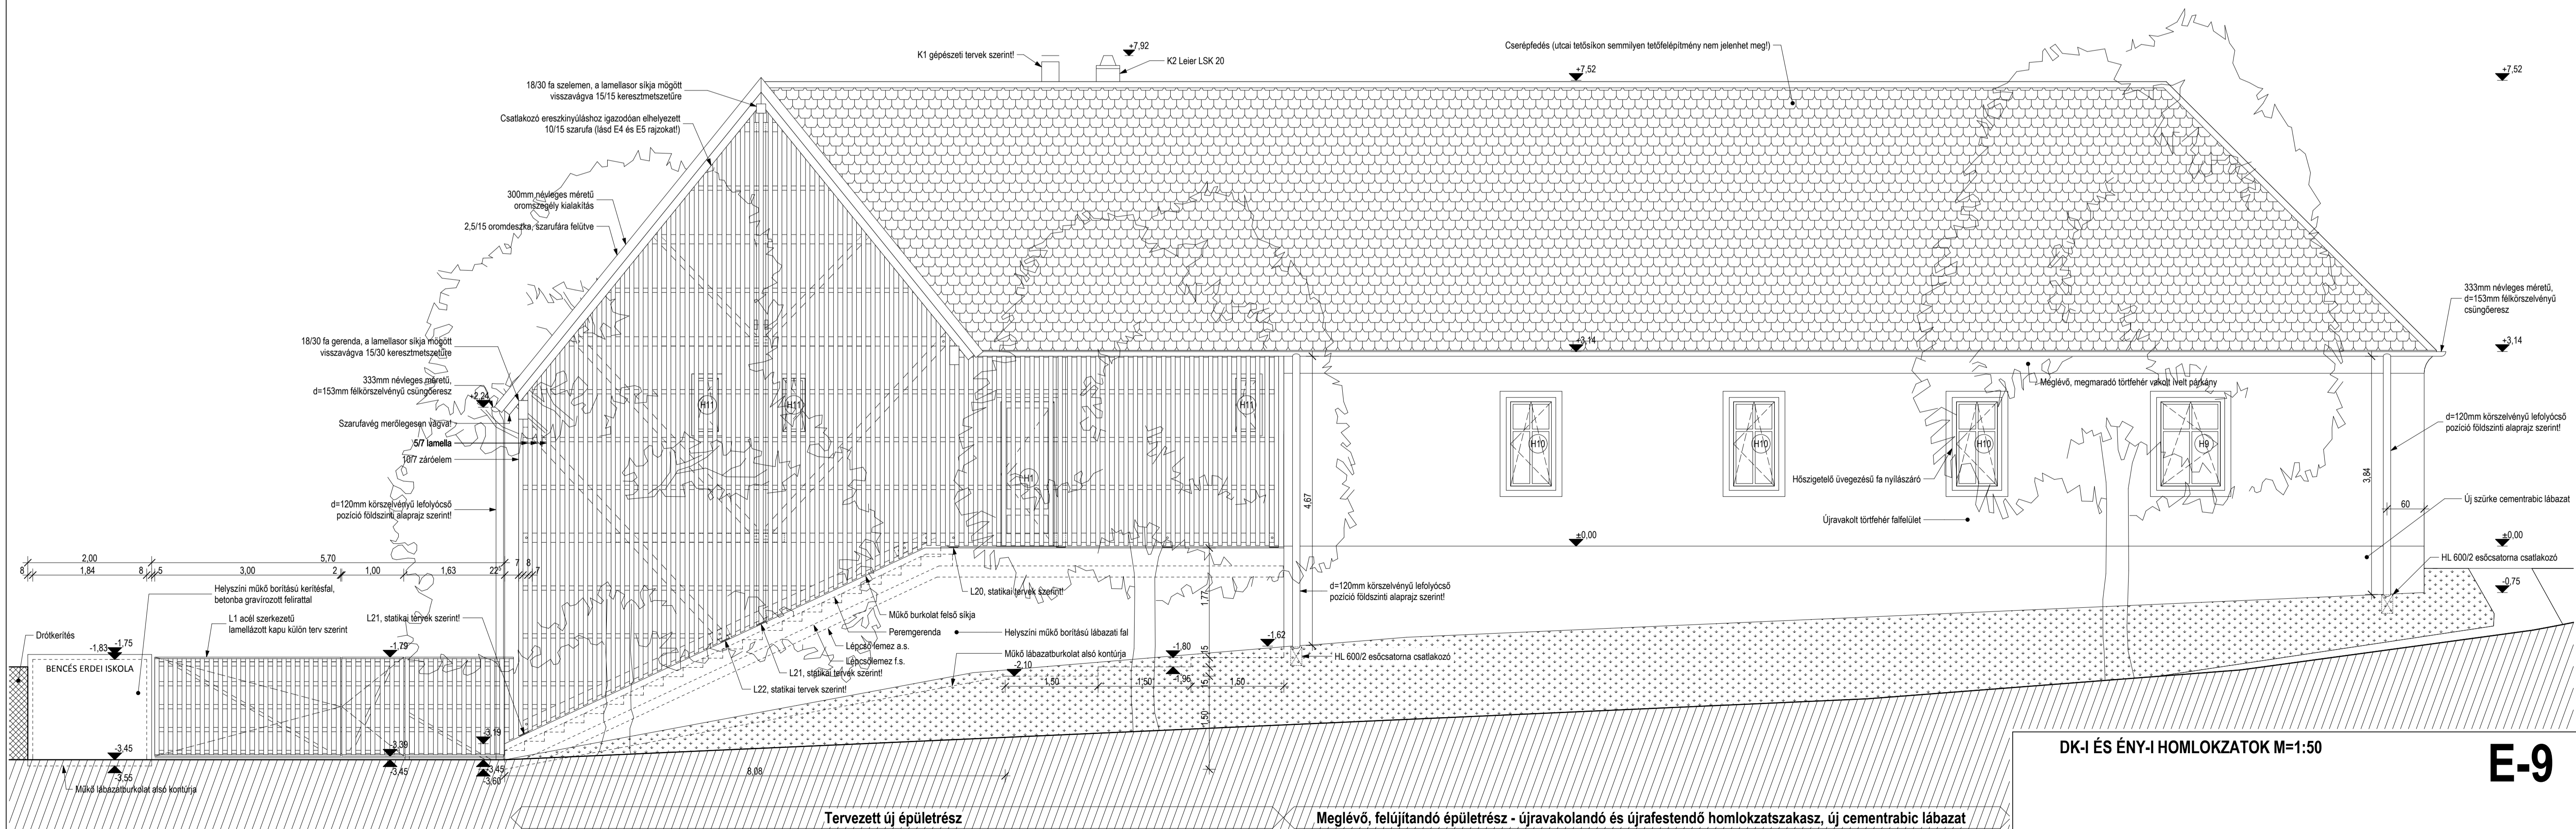 K1 gépészeti tervek szerint!
+7,92
K2 Leier LSK 20
Cserépfedés (utcai tetősíkon semmilyen tetőfelépítmény nem jelenhet meg!)
+7,52
+7,52
18/30 fa szelemen, a lamellasor síkja mögött
visszavágva 15/15 keresztmetszetűre
Csatlakozó ereszkinyúláshoz igazodóan elhelyezett
10/15 szarufa (lásd E4 és E5 rajzokat!)
300mm névleges méretű
oromszegély kialakítás
2,5/15 oromdeszka, szarufára felütve
18/30 fa gerenda, a lamellasor síkja mögött
visszavágva 15/30 keresztmetszetűre
333mm névleges méretű,
d=153mm félkörszelvényű csüngőeresz
+2,24
Szarufavég merőlegesen vágva!
5/7 lamella
10/7 záróelem
d=120mm körszelvényű lefolyócső
pozíció földszinti alaprajz szerint!
H11
H11
H11
H1
+3,14
+3,14
333mm névleges méretű,
d=153mm félkörszelvényű
csüngőeresz
Meglévő, megmaradó törtfehér vakolt ívelt párkány
H10
H10
H10
H9
Hőszigetelő üvegezésű fa nyílászáró
Újravakolt törtfehér falfelület
d=120mm körszelvényű lefolyócső
pozíció földszinti alaprajz szerint!
3,84
4,67
60
Új szürke cementrabic lábazat
±0,00
±0,00
HL 600/2 esőcsatorna csatlakozó
-0,75
2,00
5,70
8
1,84
8
5
3,00
2
1,00
1,63
22
7
8
7
Helyszíni műkő borítású kerítésfal,
betonba gravírozott felirattal
L1 acél szerkezetű
lamellázott kapu külön terv szerint
L21, statikai tervek szerint!
Drótkerítés
-1,83
-1,75
-1,79
BENCÉS ERDEI ISKOLA
L20, statikai tervek szerint!
d=120mm körszelvényű lefolyócső
pozíció földszinti alaprajz szerint!
Műkő burkolat felső síkja
Peremgerenda
Helyszíni műkő borítású lábazati fal
Lépcső lemez a.s.
Lépcsőlemez f.s.
Műkő lábazatburkolat alsó kontúrja
L21, statikai tervek szerint!
L22, statikai tervek szerint!
-1,62
-1,80
15
-1,95
15
-2,10
1,50
1,50
1,50
1,50
HL 600/2 esőcsatorna csatlakozó
-3,45
-3,55
-3,39
-3,45
-3,19
-3,45
-3,60
Műkő lábazatburkolat alsó kontúrja
8,08
DK-I ÉS ÉNY-I HOMLOKZATOK M=1:50
E-9
Tervezett új épületrész
Meglévő, felújítandó épületrész - újravakolandó és újrafestendő homlokzatszakasz, új cementrabic lábazat